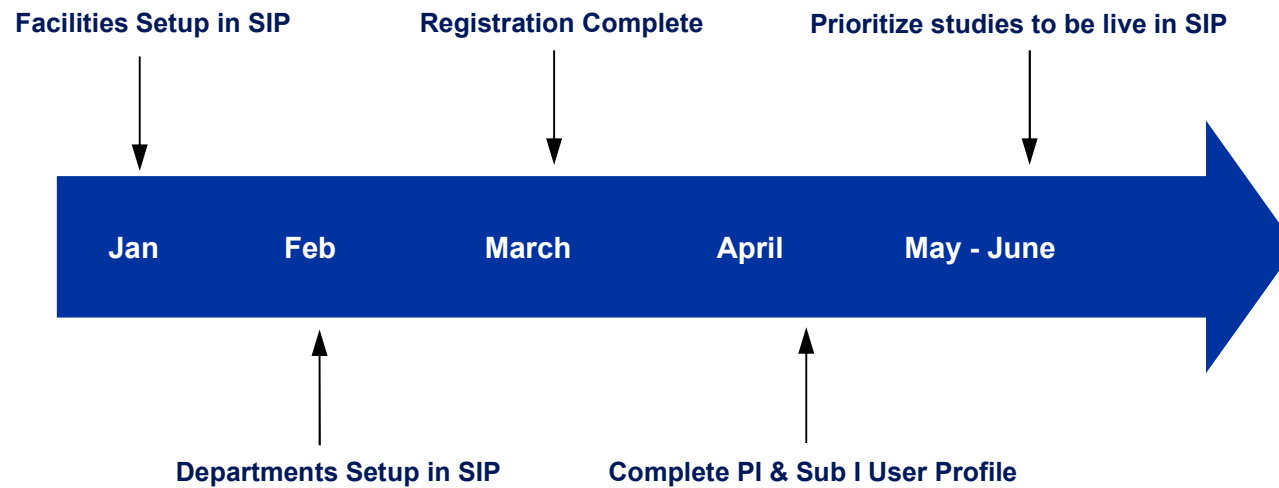 Facilities Setup in SIP
Registration Complete
Prioritize studies to be live in SIP
Jan
Feb
March
April
May - June
Departments Setup in SIP
Complete PI & Sub I User Profile